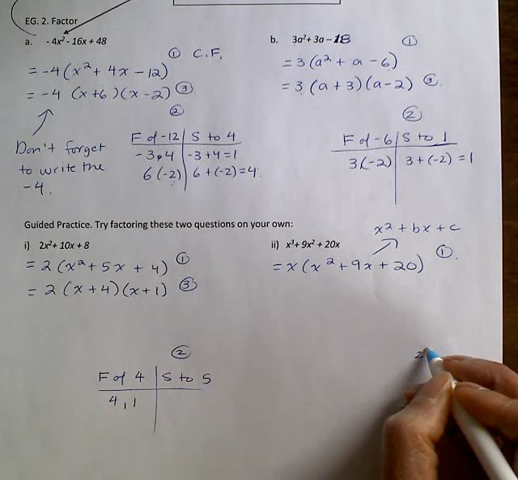 EG. 2. Factor
a. - 4x² - 16x + 48
① C.F.
= -4 (x² + 4x - 12)
= -4 (x+6)(x-2) ③
②
F of -12 | S to 4
-3•4 | -3+4=1
6(-2) | 6+(-2)=4
Don't forget
to write the
-4.
b. 3a² + 3a - 18
①
= 3 (a² + a - 6)
= 3 (a+3)(a-2) ③
②
F of -6 | S to 1
3(-2) | 3+(-2) = 1
Guided Practice. Try factoring these two questions on your own:
i) 2x² + 10x + 8
= 2 (x² + 5x + 4) ①
= 2 (x+4)(x+1) ③
②
F of 4 | S to 5
4, 1
x² + bx + c
ii) x³ + 9x² + 20x
①
= x (x² + 9x + 20)